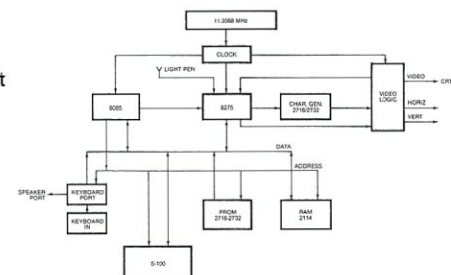 11.2068 MHz
CLOCK
LIGHT PEN
t
8085
8275
CHAR. GEN.
2716/2732
VIDEO
LOGIC
VIDEO
CRT
HORIZ
VERT
DATA
ADDRESS
SPEAKER
PORT
KEYBOARD
PORT
KEYBOARD
IN
PROM
2716-2732
RAM
2114
S-100